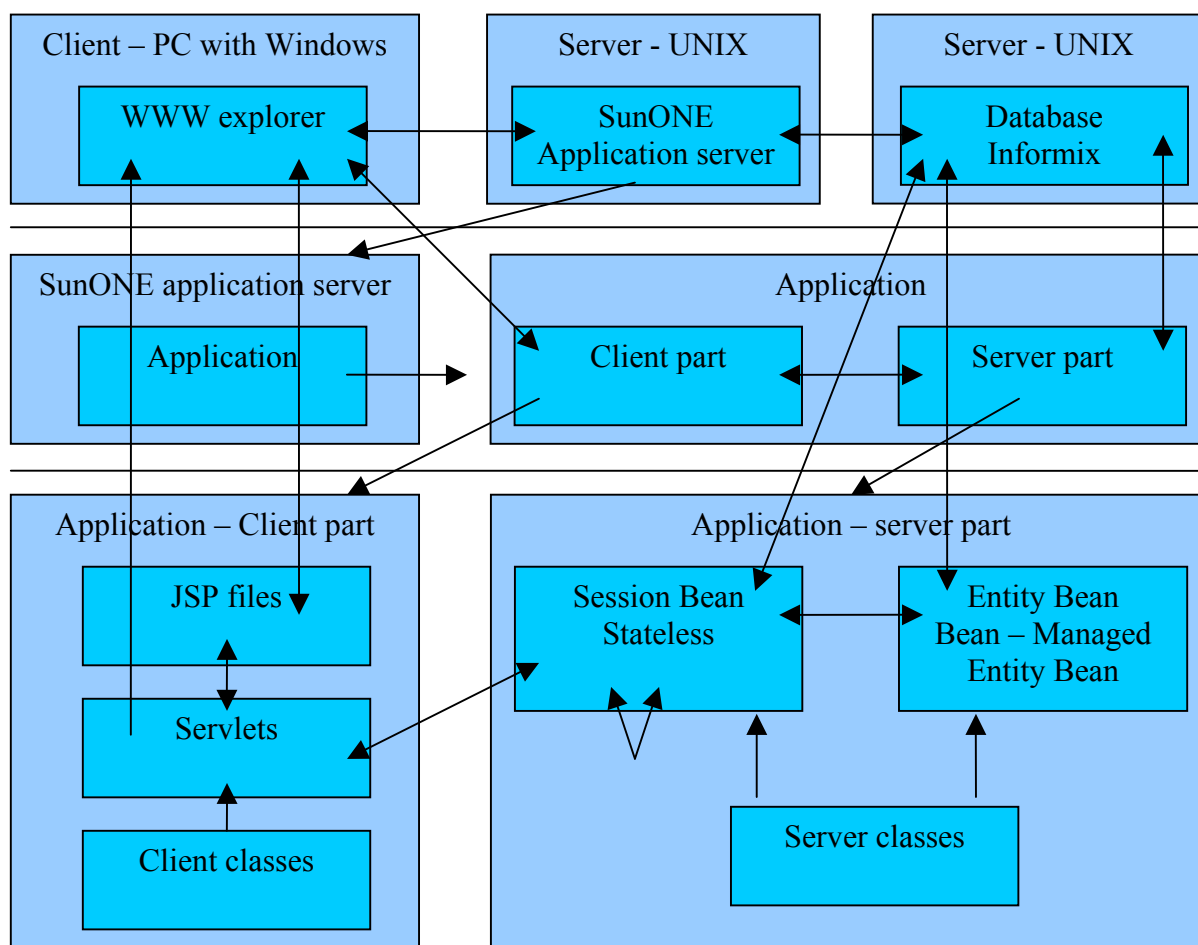 Client – PC with Windows
WWW explorer
Server - UNIX
SunONE
Application server
Server - UNIX
Database
Informix
SunONE application server
Application
Application
Client part
Server part
Application – Client part
JSP files
Servlets
Client classes
Application – server part
Session Bean
Stateless
Entity Bean
Bean – Managed
Entity Bean
Server classes